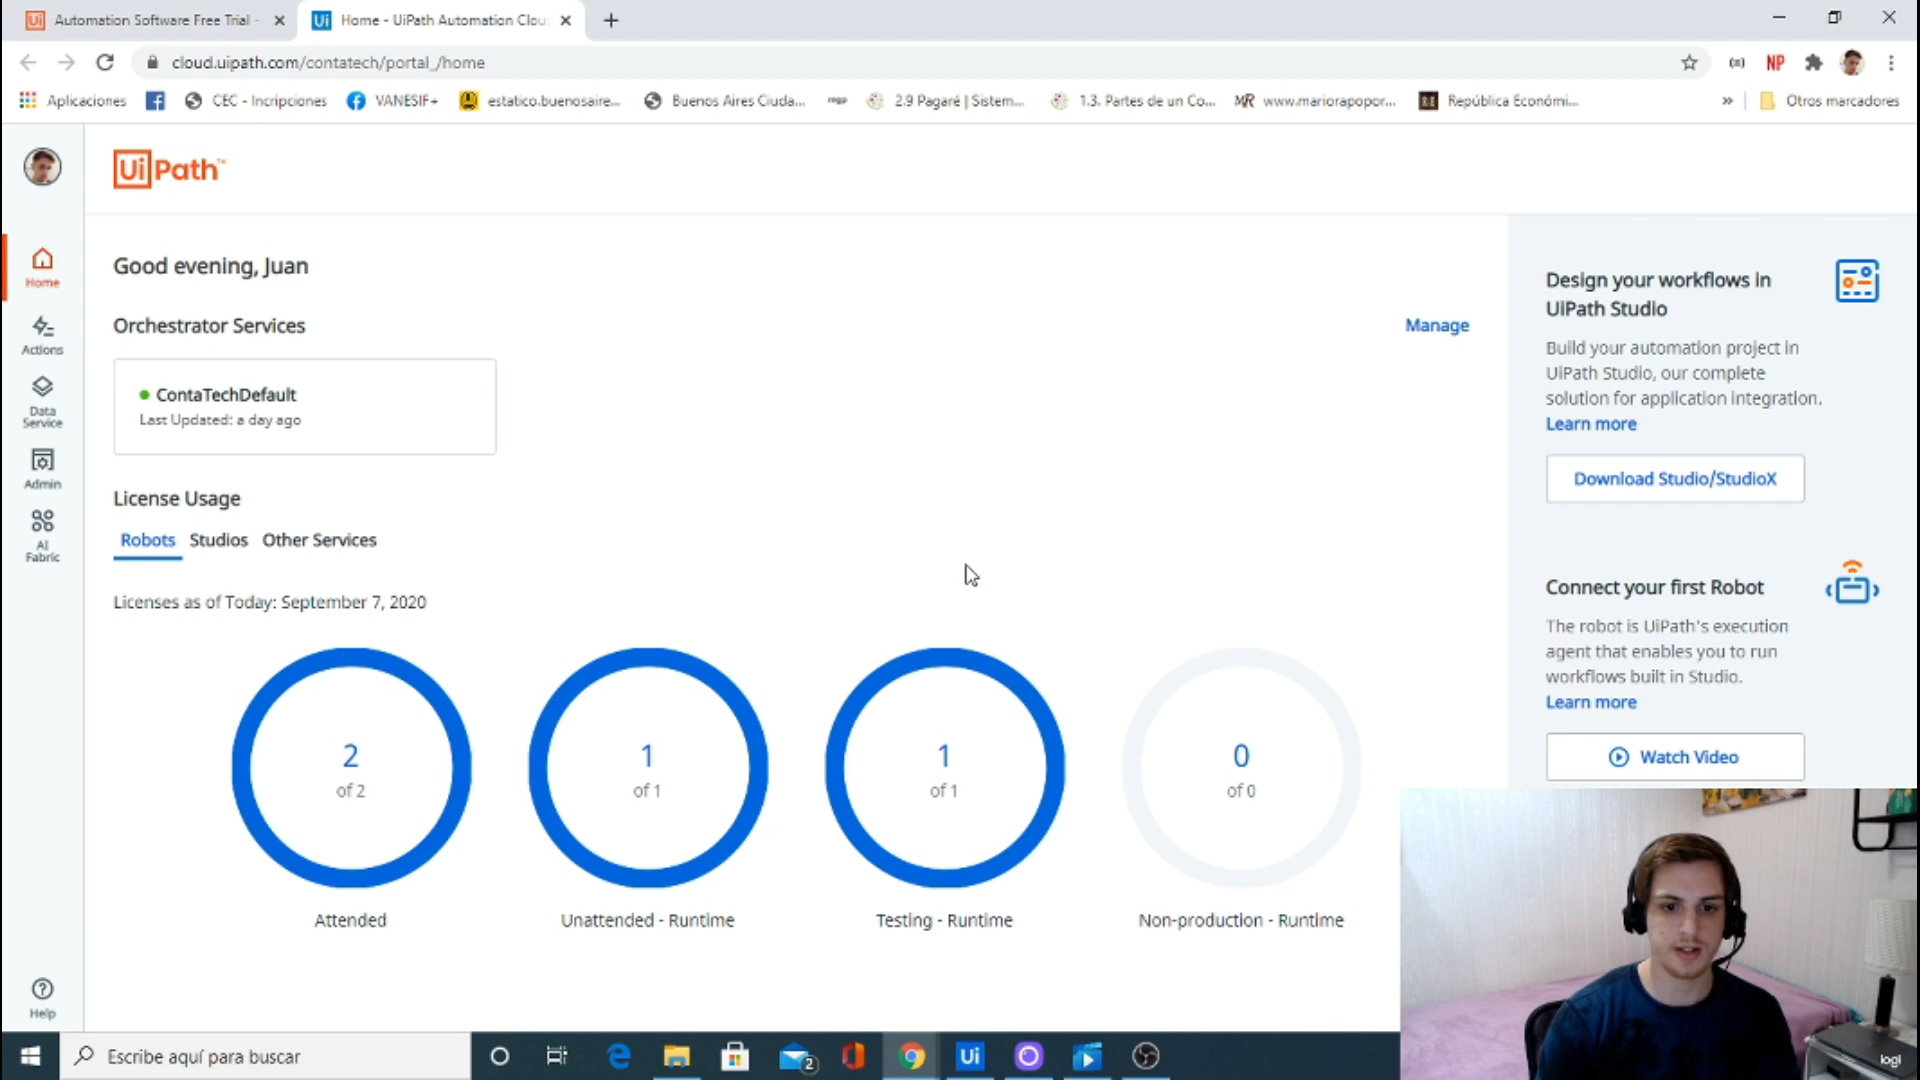 Automation Software Free Trial -
Home - UiPath Automation Clou
cloud.uipath.com/contatech/portal_/home
NP
Aplicaciones
CEC - Incripciones
VANESIF+
estatico.buenosaire...
Buenos Aires Ciuda...
2.9 Pagaré | Sistem...
1.3. Partes de un Co...
MR www.mariorapopor...
República Económi...
Otros marcadores
UiPath™
Home
Actions
Data
Service
Admin
AI
Fabric
Help
Good evening, Juan
Orchestrator Services
Manage
ContaTechDefault
Last Updated: a day ago
License Usage
Robots Studios Other Services
Licenses as of Today: September 7, 2020
2
of 2
Attended
1
of 1
Unattended - Runtime
1
of 1
Testing - Runtime
0
of 0
Non-production - Runtime
Design your workflows in
UiPath Studio
Build your automation project in
UiPath Studio, our complete
solution for application integration.
Learn more
Download Studio/StudioX
Connect your first Robot
The robot is UiPath's execution
agent that enables you to run
workflows built in Studio.
Learn more
Watch Video
Escribe aquí para buscar
2
Ui
logi